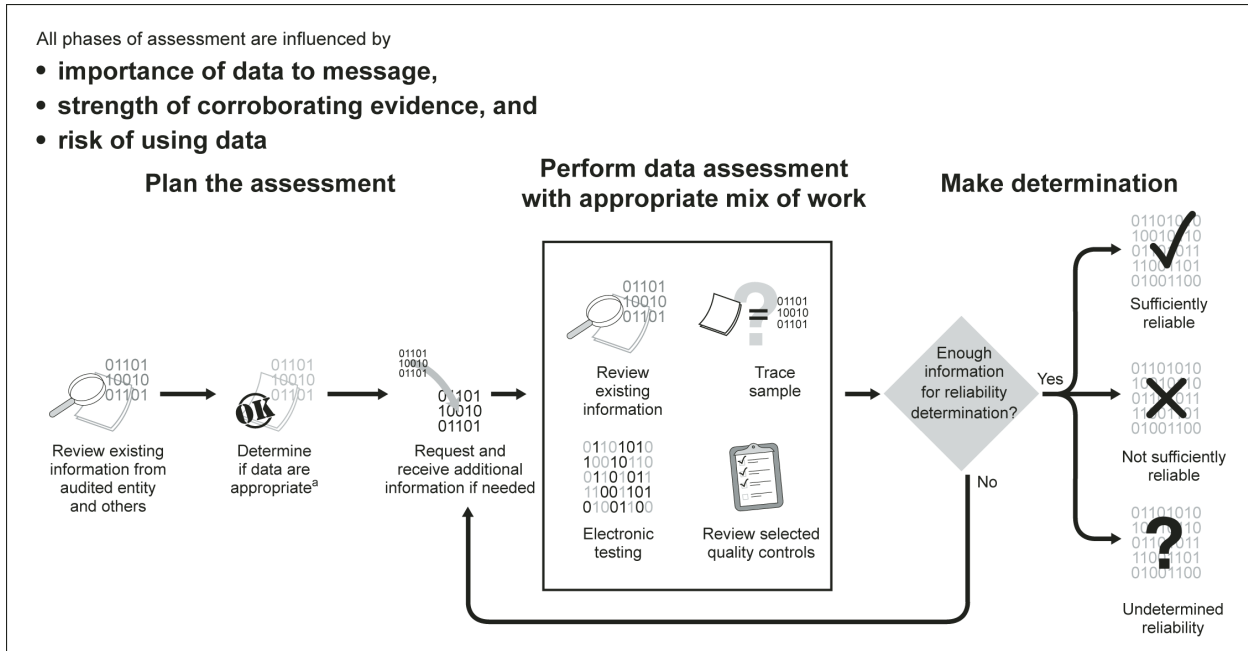 All phases of assessment are influenced by
• importance of data to message,
• strength of corroborating evidence, and
• risk of using data
Plan the assessment
Perform data assessment
with appropriate mix of work
Make determination
01101
10010
01101
Review existing
information from
audited entity
and others
01101
10010
01101
OK
Determine
if data are
appropriateᵃ
01101
10010
01101
01101
10010
01101
Request and
receive additional
information if needed
01101
10010
01101
Review
existing
information
?
=
01101
10010
01101
Trace
sample
01101010
10010110
01101011
11001101
01001100
Electronic
testing
Review selected
quality controls
Enough
information
for reliability
determination?
Yes
No
01101010
10010110
01101011
11001101
01001100
Sufficiently
reliable
01101010
10010110
01101011
11001101
01001100
Not sufficiently
reliable
01101010
10010110
01101011
11001101
01001100
?
Undetermined
reliability